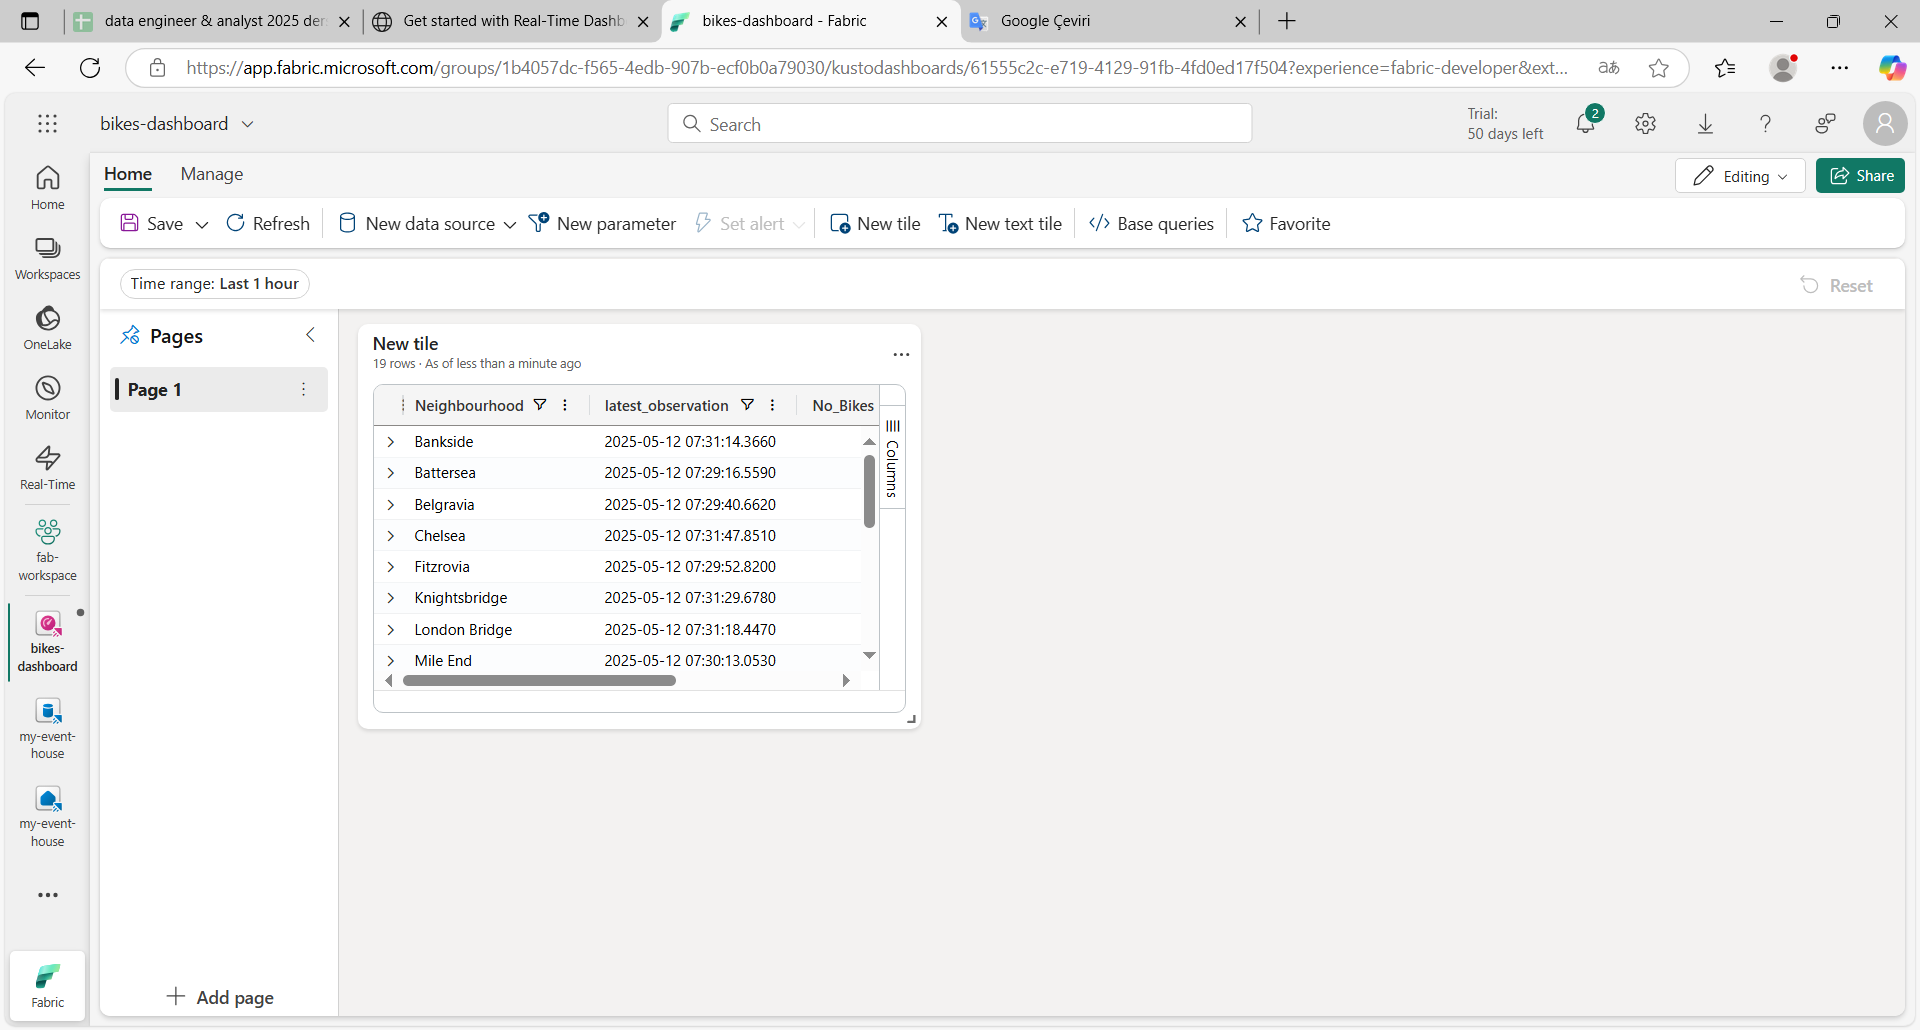 data engineer & analyst 2025 der
Get started with Real-Time Dashb
bikes-dashboard - Fabric
Google Çeviri
https://app.fabric.microsoft.com/groups/1b4057dc-f565-4edb-907b-ecf0b0a79030/kustodashboards/61555c2c-e719-4129-91fb-4fd0ed17f504?experience=fabric-developer&ext...
bikes-dashboard
Search
Trial:
50 days left
2
Home
Manage
Editing
Share
Save
Refresh
New data source
New parameter
Set alert
New tile
New text tile
Base queries
Favorite
Time range: Last 1 hour
Reset
Home
Workspaces
OneLake
Monitor
Real-Time
fab-
workspace
bikes-
dashboard
my-event-
house
my-event-
house
Fabric
Pages
Page 1
Add page
New tile
19 rows · As of less than a minute ago
Neighbourhood latest_observation No_Bikes
Bankside 2025-05-12 07:31:14.3660
Battersea 2025-05-12 07:29:16.5590
Belgravia 2025-05-12 07:29:40.6620
Chelsea 2025-05-12 07:31:47.8510
Fitzrovia 2025-05-12 07:29:52.8200
Knightsbridge 2025-05-12 07:31:29.6780
London Bridge 2025-05-12 07:31:18.4470
Mile End 2025-05-12 07:30:13.0530
Columns